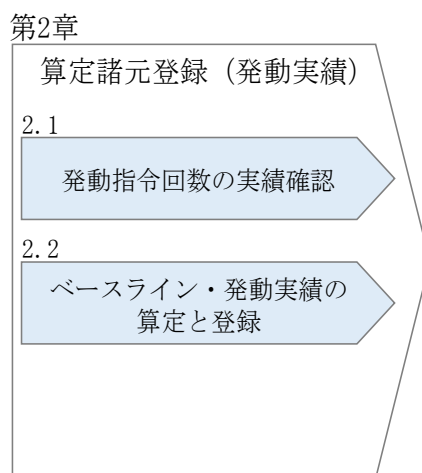 第2章
算定諸元登録（発動実績）
2.1
発動指令回数の実績確認
2.2
ベースライン・発動実績の
算定と登録